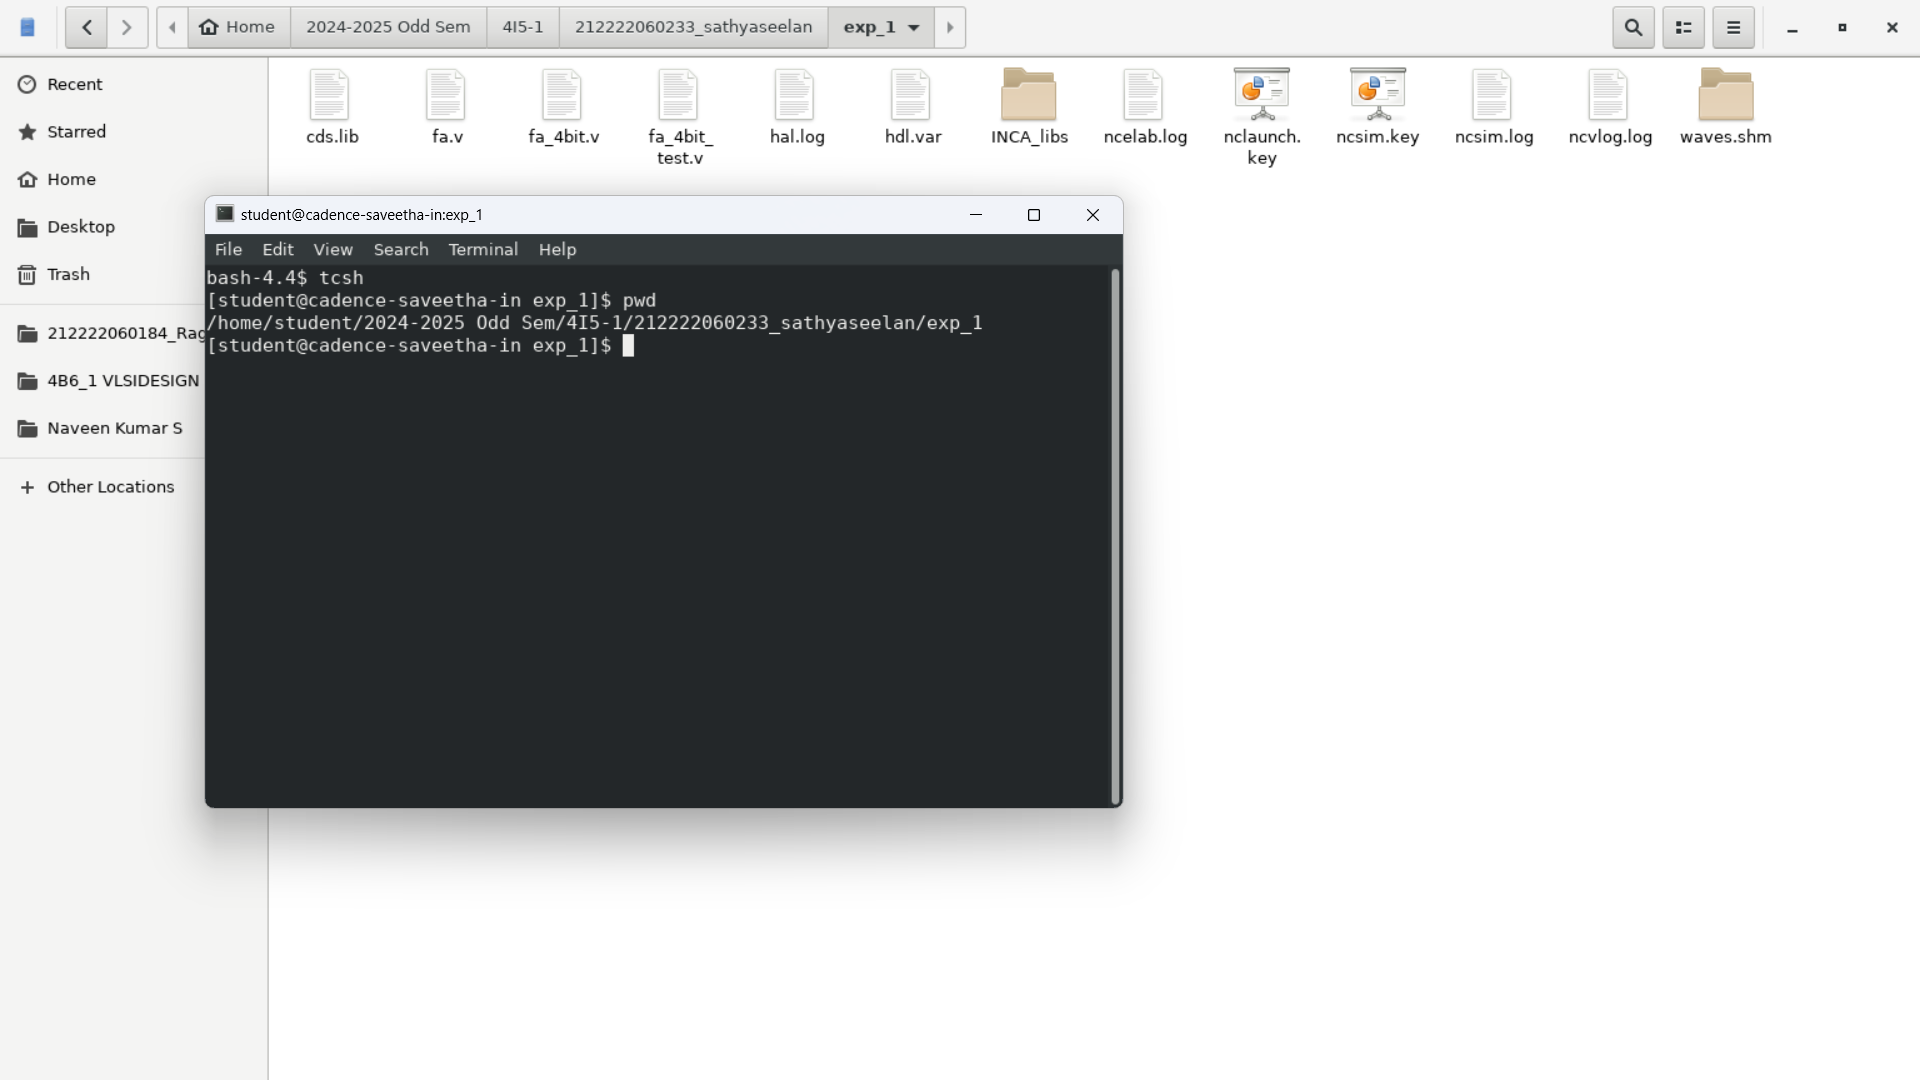 Home
2024-2025 Odd Sem
4I5-1
212222060233_sathyaseelan
exp_1
Recent
Starred
Home
Desktop
Trash
212222060184_Rag
4B6_1 VLSIDESIGN
Naveen Kumar S
Other Locations
cds.lib
fa.v
fa_4bit.v
fa_4bit_
test.v
hal.log
hdl.var
INCA_libs
ncelab.log
nclaunch.
key
ncsim.key
ncsim.log
ncvlog.log
waves.shm
student@cadence-saveetha-in:exp_1
File Edit View Search Terminal Help
bash-4.4$ tcsh
[student@cadence-saveetha-in exp_1]$ pwd
/home/student/2024-2025 Odd Sem/4I5-1/212222060233_sathyaseelan/exp_1
[student@cadence-saveetha-in exp_1]$